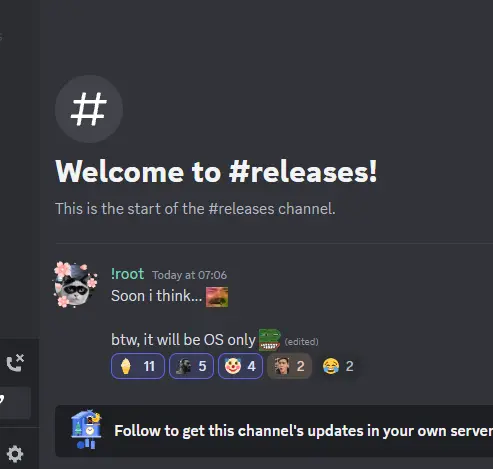 Welcome to #releases!
This is the start of the #releases channel.
!root Today at 07:06
Soon i think...
btw, it will be OS only (edited)
11 5 4 2 2
Follow to get this channel's updates in your own server